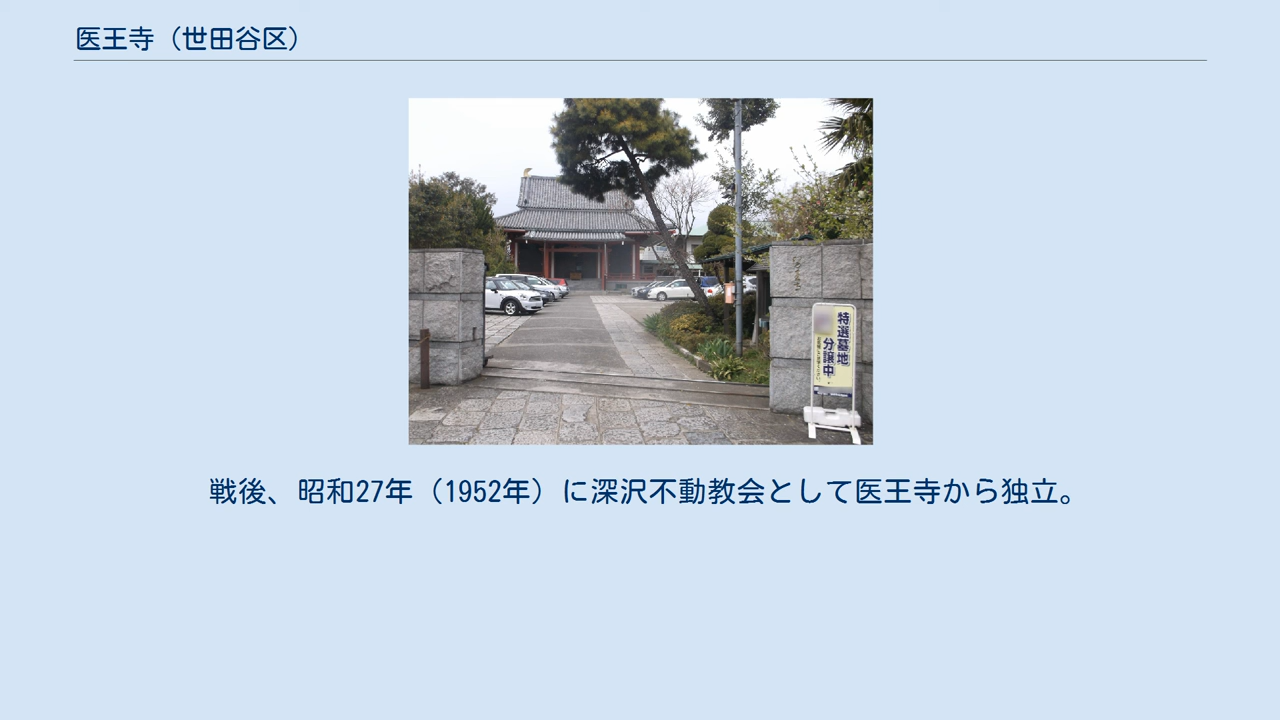 医王寺（世田谷区）
特選墓地
分譲中
戦後、昭和27年（1952年）に深沢不動教会として医王寺から独立。